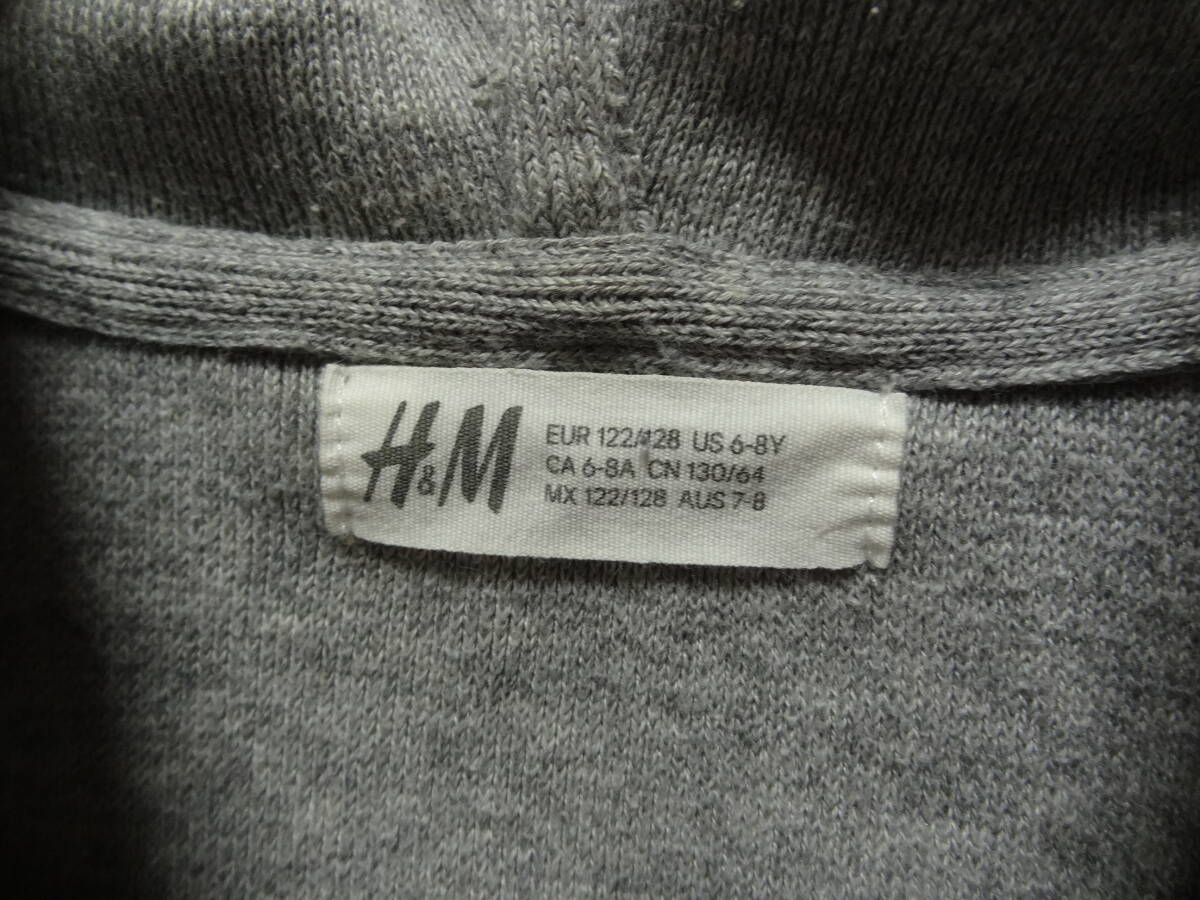 H&M
EUR 122/128 US 6-8Y
CA 6-8A CN 130/64
MX 122/128 AUS 7-8